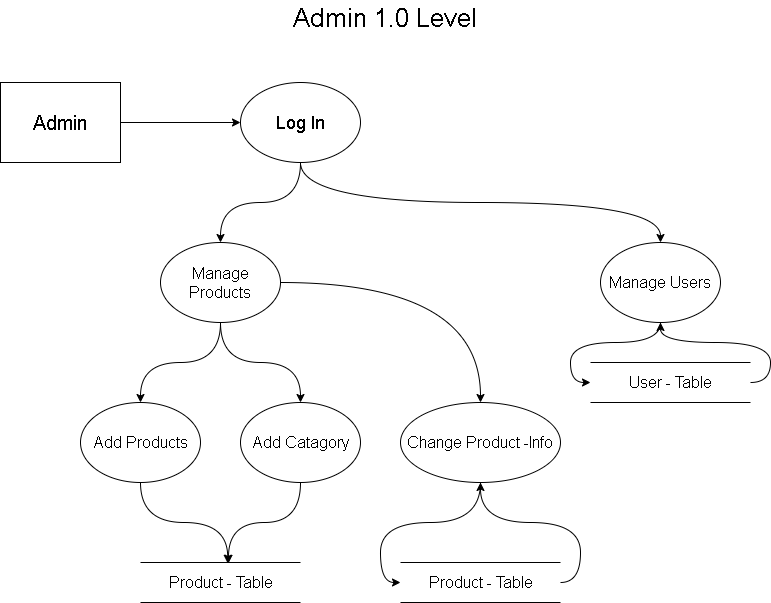 Admin 1.0 Level
Admin
Log In
Manage
Products
Manage Users
User - Table
Add Products
Add Catagory
Change Product -Info
Product - Table
Product - Table